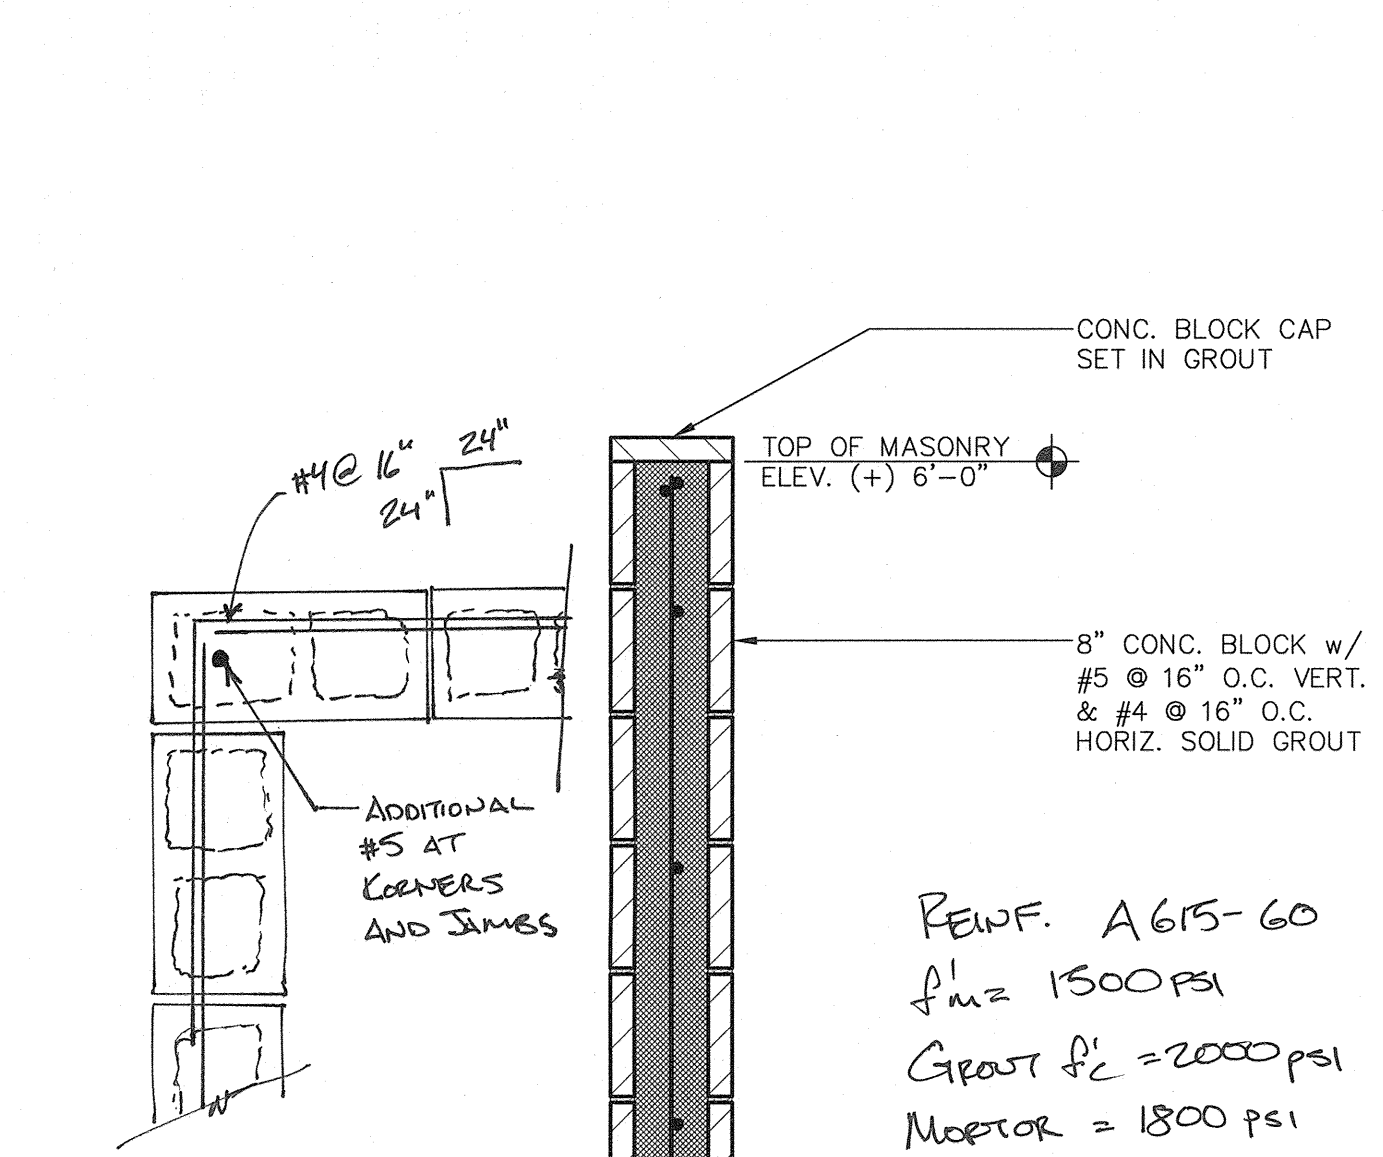 CONC. BLOCK CAP
SET IN GROUT
TOP OF MASONRY
ELEV. (+) 6'-0"
#4@ 16"
24"
24"
8" CONC. BLOCK w/
#5 @ 16" O.C. VERT.
& #4 @ 16" O.C.
HORIZ. SOLID GROUT
ADDITIONAL
#5 AT
KORNERS
AND JAMBS
REINF. A615-60
f'm= 1500 PSI
GROUT f'c =2000 psi
MORTOR = 1800 psi